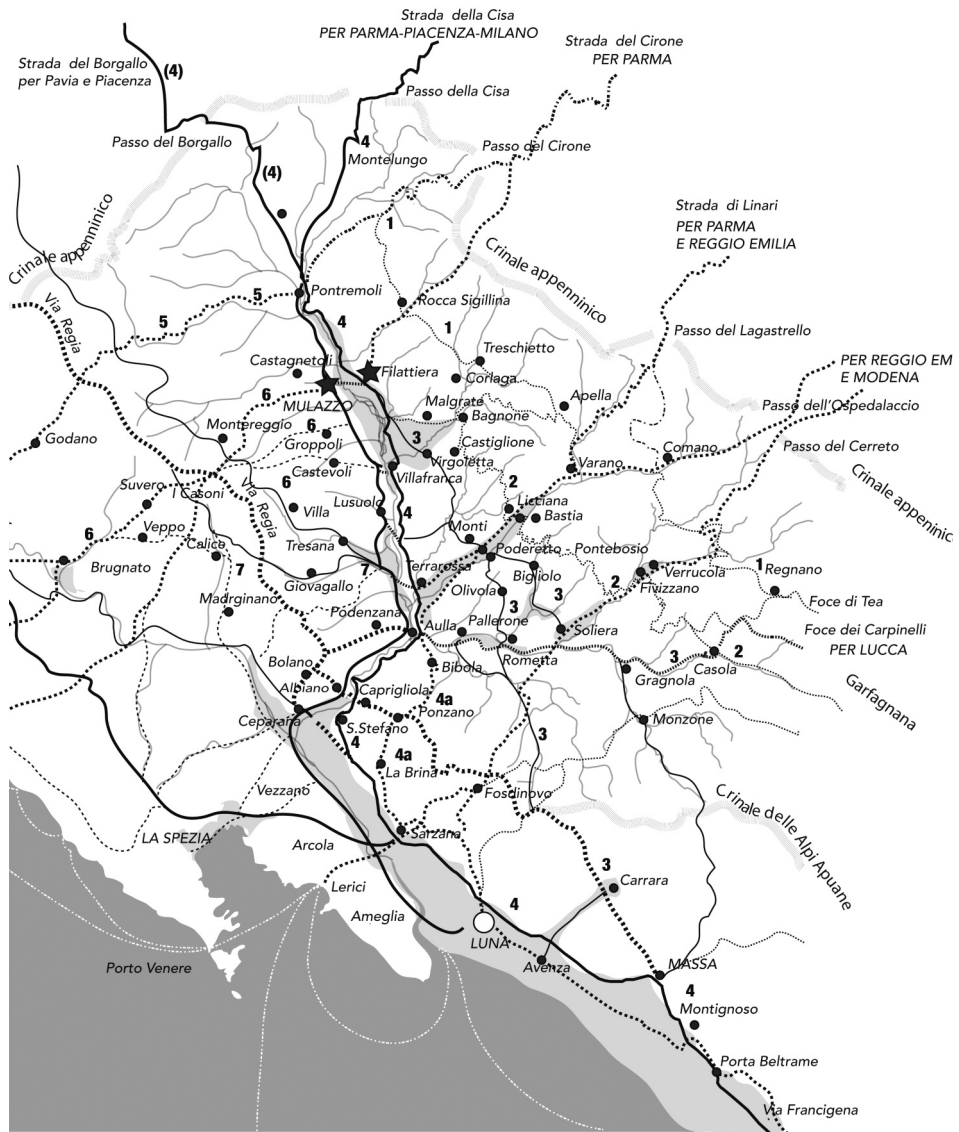 Strada della Cisa
PER PARMA-PIACENZA-MILANO
Strada del Cirone
PER PARMA
Strada del Borgallo
per Pavia e Piacenza
(4)
Passo della Cisa
Passo del Borgallo
4
Passo del Cirone
Montelungo
(4)
Strada di Linari
PER PARMA
E REGGIO EMILIA
1
Crinale appenninico
Crinale appenninico
Via Regia
5
Pontremoli
Rocca Sigillina
5
4
1
Passo del Lagastrello
Treschietto
Castagnetoli
Filattiera
Corlaga
PER REGGIO EM
E MODENA
6
MULAZZO
Malgrate
Apella
Bagnone
Passo dell'Ospedalaccio
Montereggio
6
Groppoli
3
Castiglione
Godano
Comano
Passo del Cerreto
Castevoli
Virgoletta
Varano
Villafranca
Suvero
I Casoni
Via Regia
6
Villa
Lusuolo
2
Licciana
Crinale appeninico
4
Bastia
6
Veppo
Tresana
Monti
Calice
Poderetto
Pontebosio
Brugnato
7
Giovagallo
7
Terrarossa
Bigliolo
2
Verrucola
1
Regnano
Olivola
Fivizzano
Madrginano
3
3
Foce di Tea
Podenzana
Aulla
Pallerone
Soliera
Foce dei Carpinelli
PER LUCCA
Rometta
3
2
Bolano
Bibola
Casola
Gragnola
Albiano
Caprigliola
4a
Garfagnana
Ceparana
Ponzano
S.Stefano
Monzone
4
3
4a
La Brina
Vezzano
Fosdinovo
Crinale delle Alpi Apuane
LA SPEZIA
Sarzana
Arcola
3
Carrara
Lerici
4
Ameglia
LUNA
Porto Venere
Avenza
MASSA
4
Montignoso
Porta Beltrame
Via Francigena